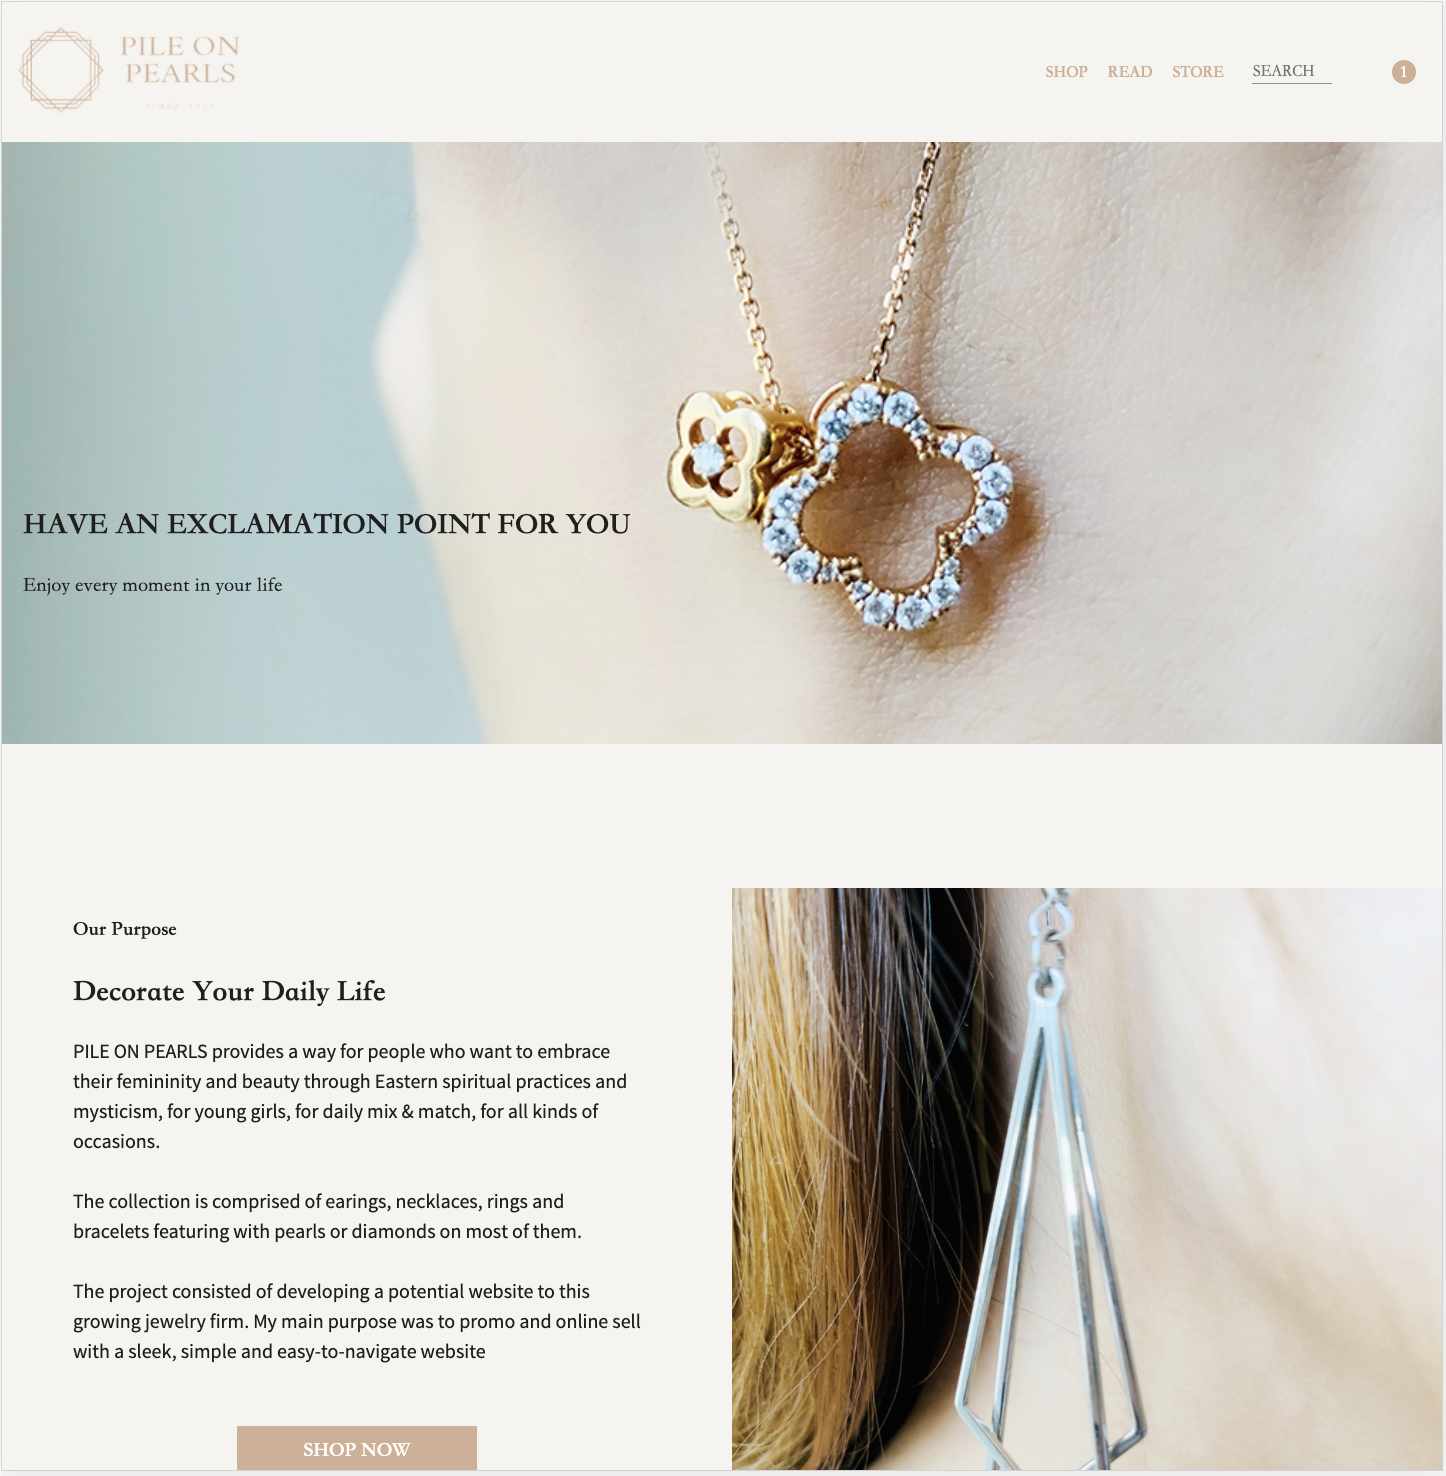 PILE ON
PEARLS
SHOP READ STORE SEARCH 1
HAVE AN EXCLAMATION POINT FOR YOU
Enjoy every moment in your life
Our Purpose
Decorate Your Daily Life
PILE ON PEARLS provides a way for people who want to embrace
their femininity and beauty through Eastern spiritual practices and
mysticism, for young girls, for daily mix & match, for all kinds of
occasions.
The collection is comprised of earings, necklaces, rings and
bracelets featuring with pearls or diamonds on most of them.
The project consisted of developing a potential website to this
growing jewelry firm. My main purpose was to promo and online sell
with a sleek, simple and easy-to-navigate website
SHOP NOW